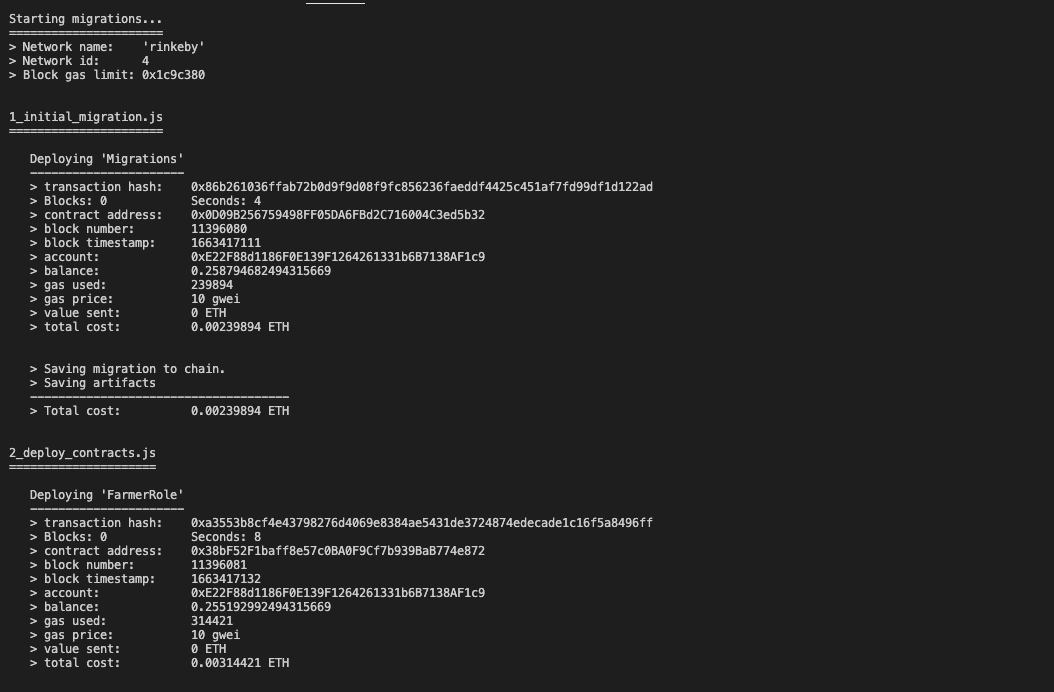 Starting migrations...
======================
> Network name:    'rinkeby'
> Network id:      4
> Block gas limit: 0x1c9c380
1_initial_migration.js
======================
Deploying 'Migrations'
----------------------
> transaction hash:    0x86b261036ffab72b0d9f9d08f9fc856236faeddf4425c451af7fd99df1d122ad
> Blocks: 0            Seconds: 4
> contract address:    0x0D09B256759498FF05DA6FBd2C716004C3ed5b32
> block number:        11396080
> block timestamp:     1663417111
> account:             0xE22F88d1186F0E139F1264261331b6B7138AF1c9
> balance:             0.258794682494315669
> gas used:            239894
> gas price:           10 gwei
> value sent:          0 ETH
> total cost:          0.00239894 ETH
> Saving migration to chain.
> Saving artifacts
-------------------------------------
> Total cost:          0.00239894 ETH
2_deploy_contracts.js
=====================
Deploying 'FarmerRole'
----------------------
> transaction hash:    0xa3553b8cf4e43798276d4069e8384ae5431de3724874edecade1c16f5a8496ff
> Blocks: 0            Seconds: 8
> contract address:    0x38bF52F1baff8e57c0BA0F9Cf7b939BaB774e872
> block number:        11396081
> block timestamp:     1663417132
> account:             0xE22F88d1186F0E139F1264261331b6B7138AF1c9
> balance:             0.255192992494315669
> gas used:            314421
> gas price:           10 gwei
> value sent:          0 ETH
> total cost:          0.00314421 ETH